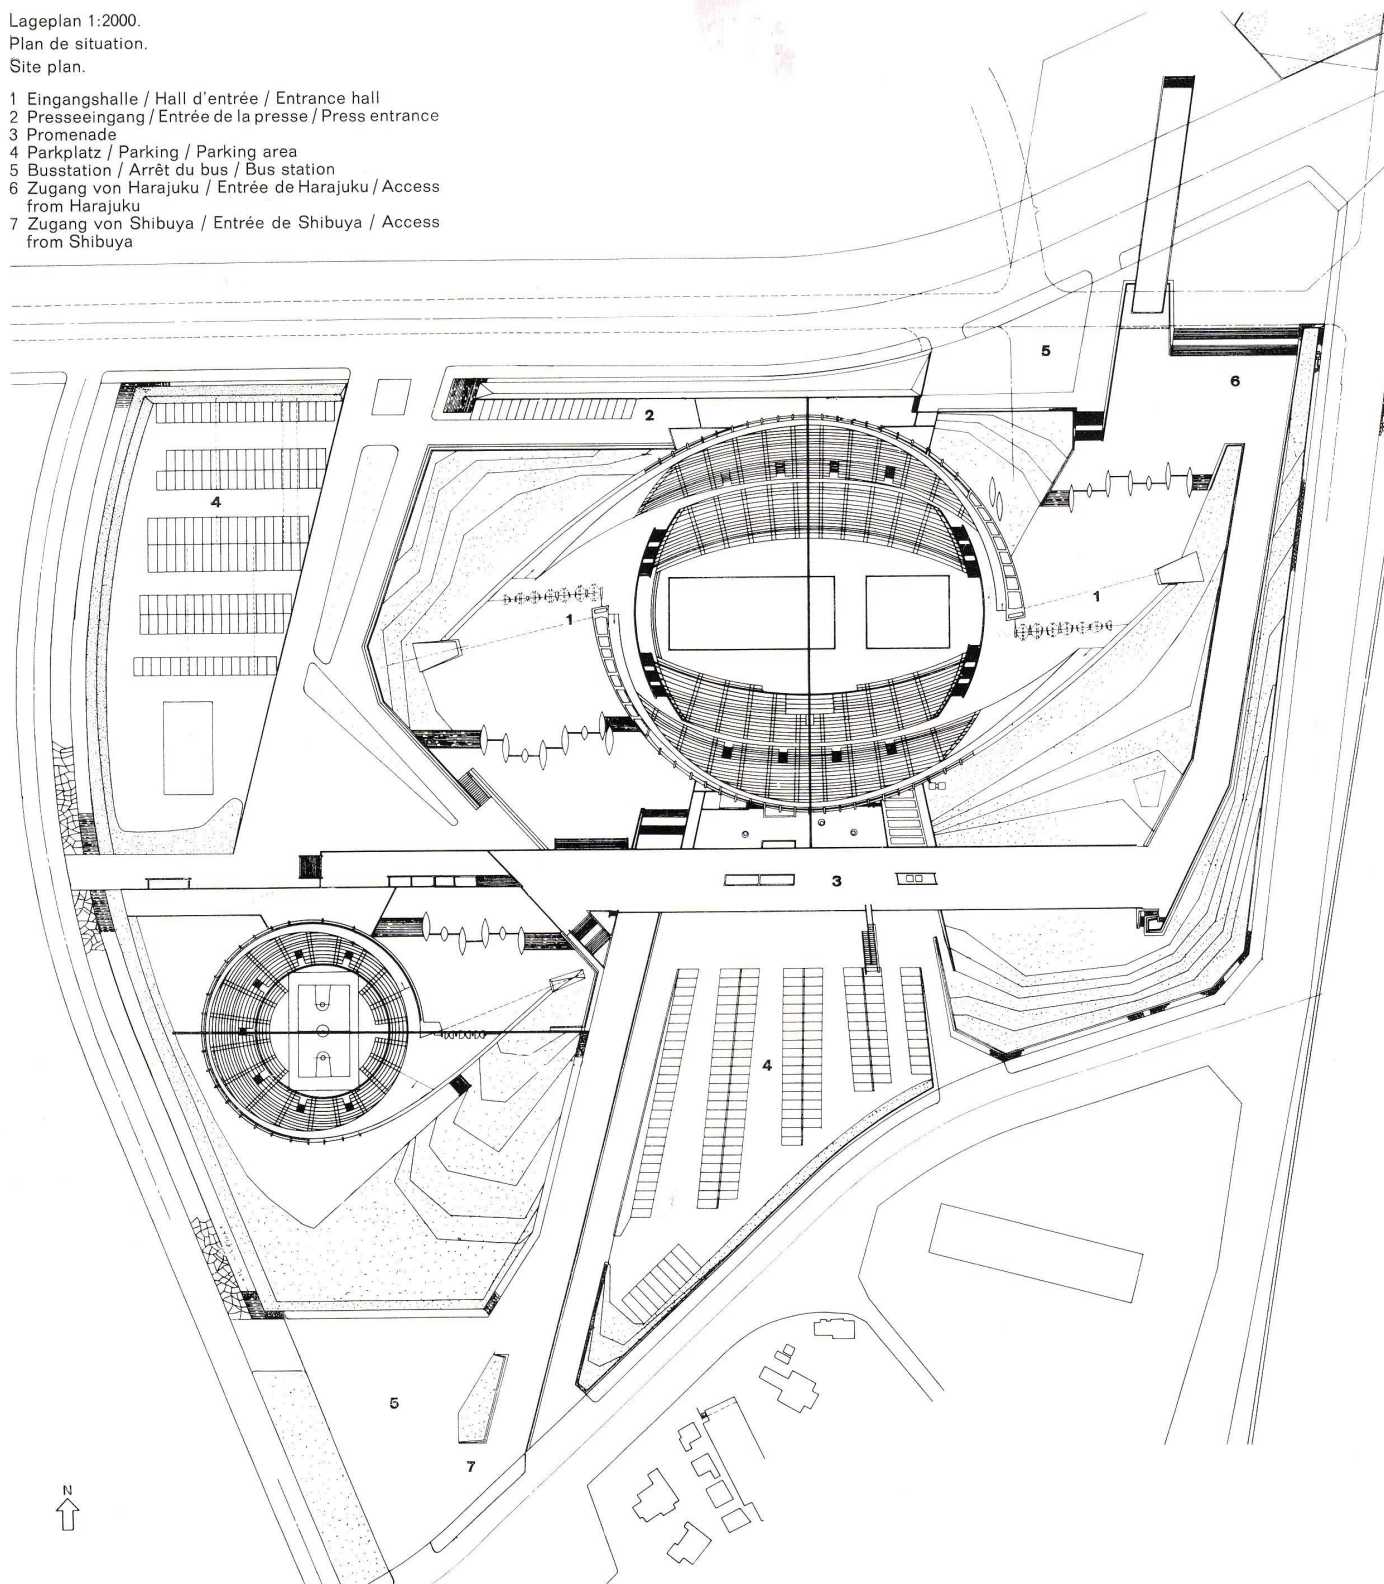 Lageplan 1:2000.
Plan de situation.
Site plan.
1 Eingangshalle / Hall d'entrée / Entrance hall
2 Presseeingang / Entrée de la presse / Press entrance
3 Promenade
4 Parkplatz / Parking / Parking area
5 Busstation / Arrêt du bus / Bus station
6 Zugang von Harajuku / Entrée de Harajuku / Access
from Harajuku
7 Zugang von Shibuya / Entrée de Shibuya / Access
from Shibuya
5
6
2
4
1
1
3
4
5
7
N